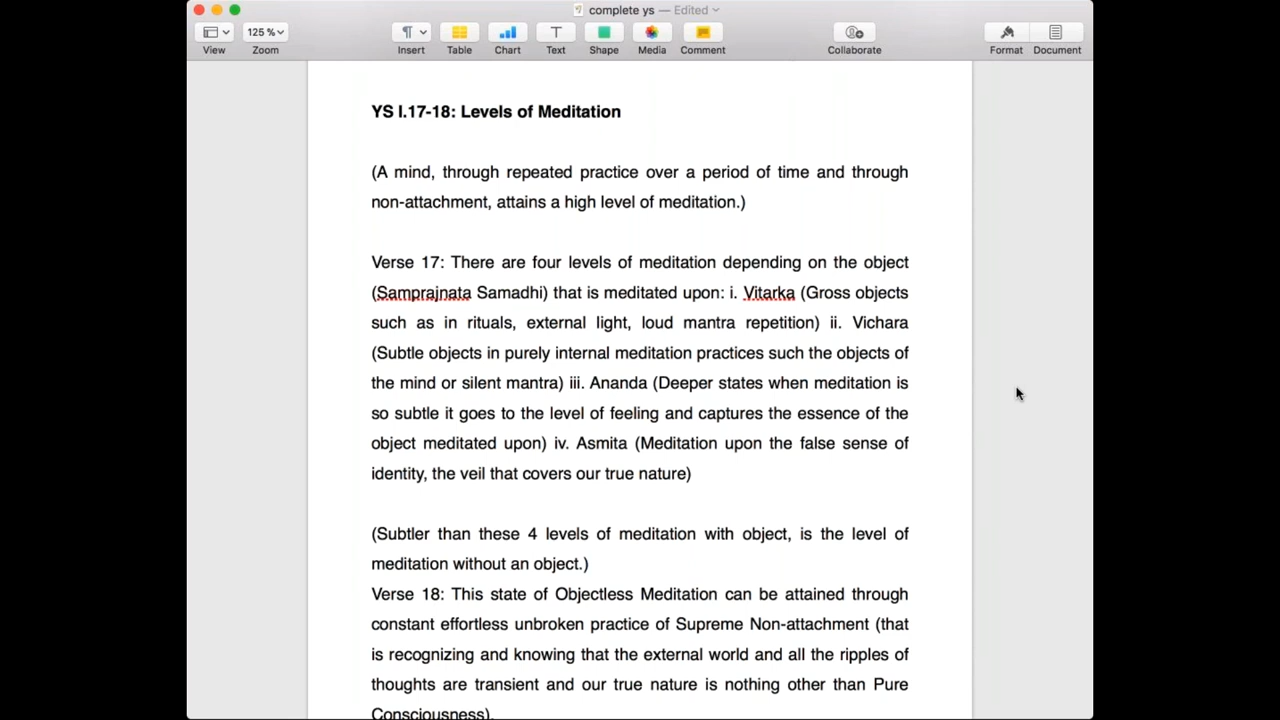 complete ys — Edited
125 %
View
Zoom
Insert
Table
Chart
Text
Shape
Media
Comment
Collaborate
Format
Document
YS I.17-18: Levels of Meditation
(A mind, through repeated practice over a period of time and through
non-attachment, attains a high level of meditation.)
Verse 17: There are four levels of meditation depending on the object
(Samprajnata Samadhi) that is meditated upon: i. Vitarka (Gross objects
such as in rituals, external light, loud mantra repetition) ii. Vichara
(Subtle objects in purely internal meditation practices such the objects of
the mind or silent mantra) iii. Ananda (Deeper states when meditation is
so subtle it goes to the level of feeling and captures the essence of the
object meditated upon) iv. Asmita (Meditation upon the false sense of
identity, the veil that covers our true nature)
(Subtler than these 4 levels of meditation with object, is the level of
meditation without an object.)
Verse 18: This state of Objectless Meditation can be attained through
constant effortless unbroken practice of Supreme Non-attachment (that
is recognizing and knowing that the external world and all the ripples of
thoughts are transient and our true nature is nothing other than Pure
Consciousness).